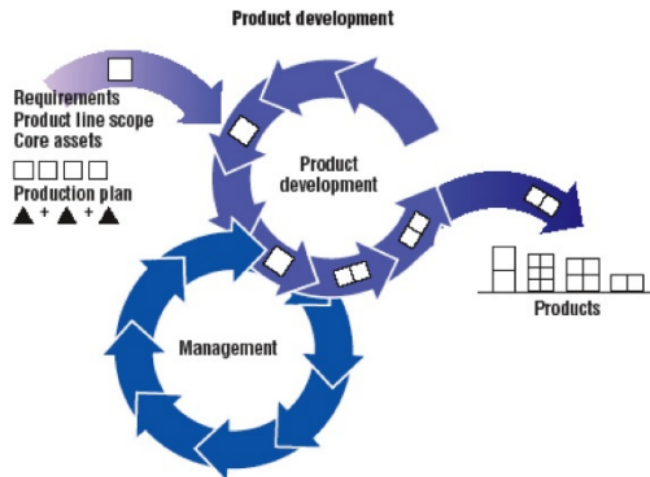 Product development
Requirements
Product line scope
Core assets
Production plan
+ +
Product
development
Products
Management